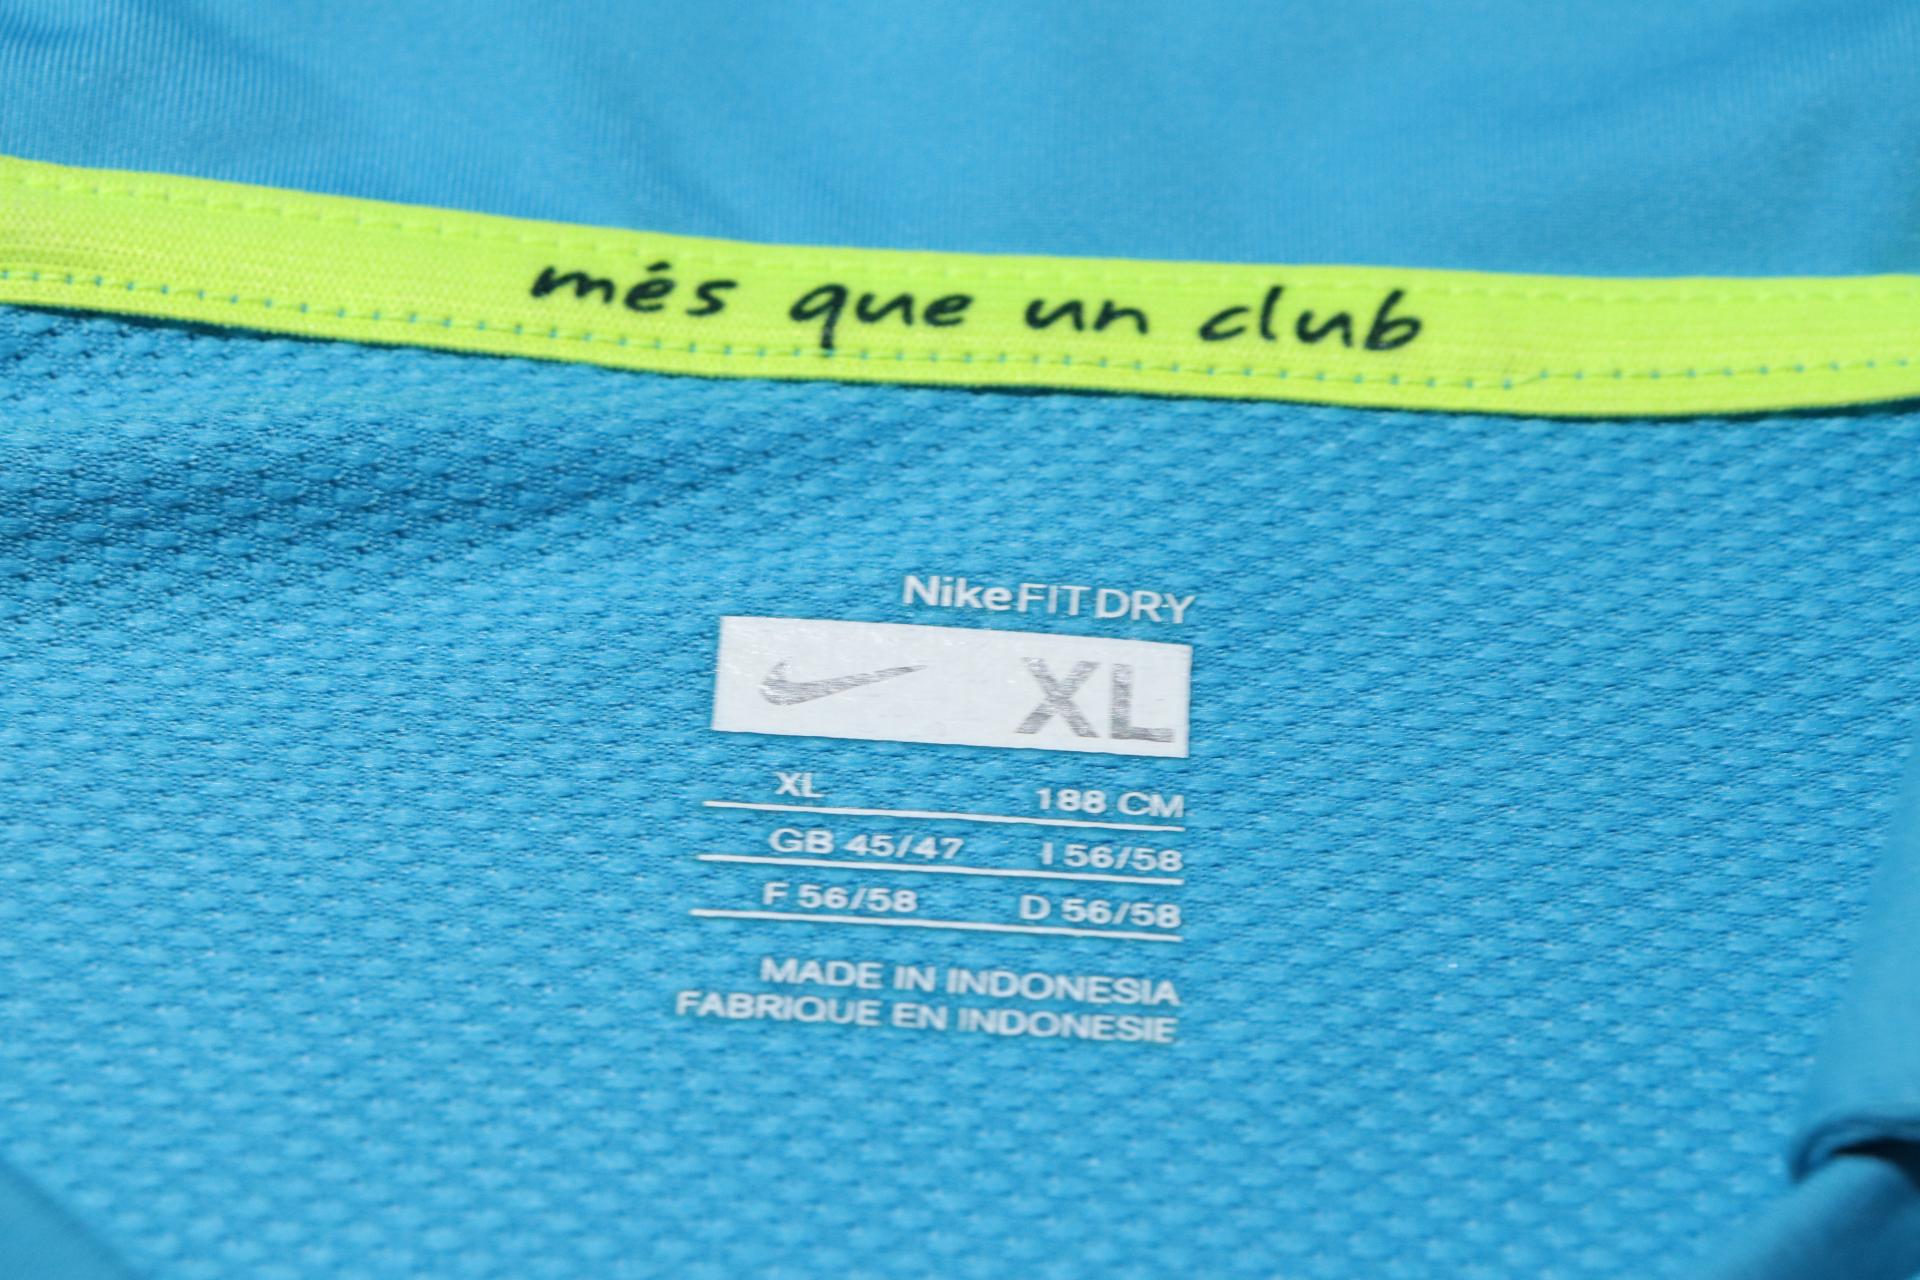 més que un club
NikeFIT DRY
XL
XL 188 CM
GB 45/47 I 56/58
F 56/58 D 56/58
MADE IN INDONESIA
FABRIQUE EN INDONESIE